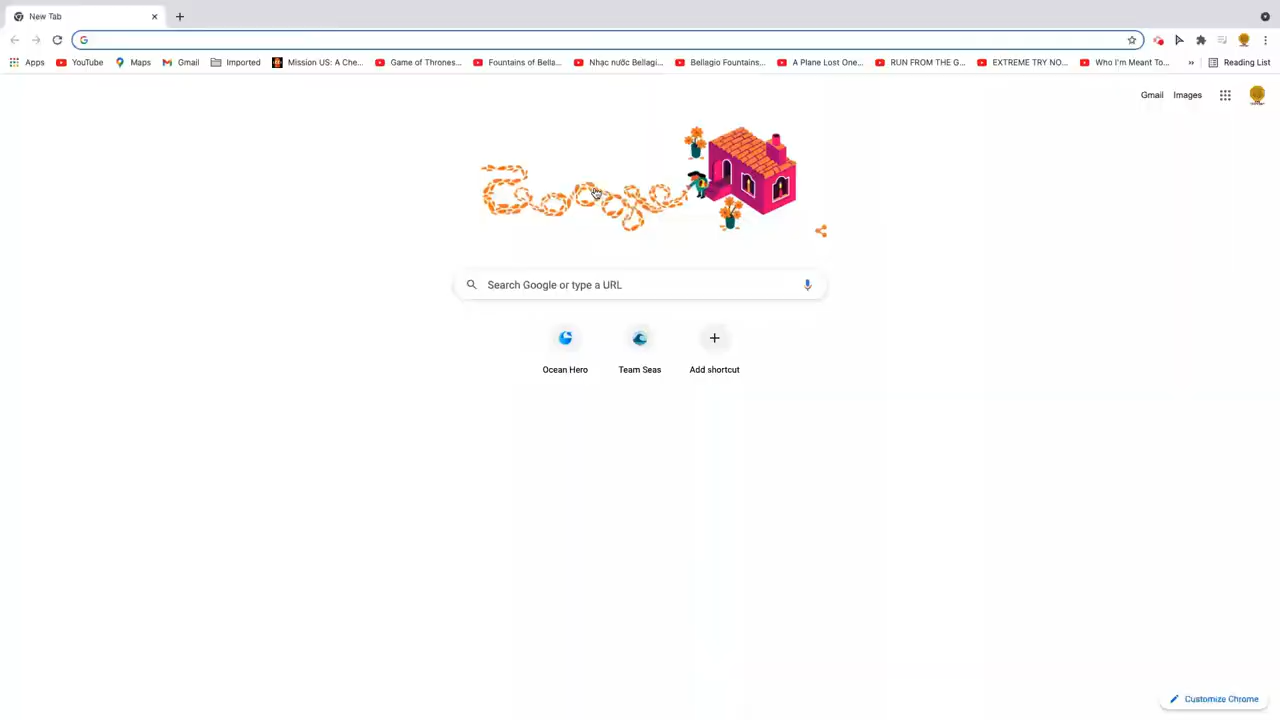 New Tab
Apps YouTube Maps Gmail Imported Mission US: A Che... Game of Thrones... Fountains of Bella... Nhạc nước Bellagi... Bellagio Fountains... A Plane Lost One... RUN FROM THE G... EXTREME TRY NO... Who I'm Meant To... » Reading List
Gmail Images
Google
Search Google or type a URL
Ocean Hero Team Seas Add shortcut
Customize Chrome